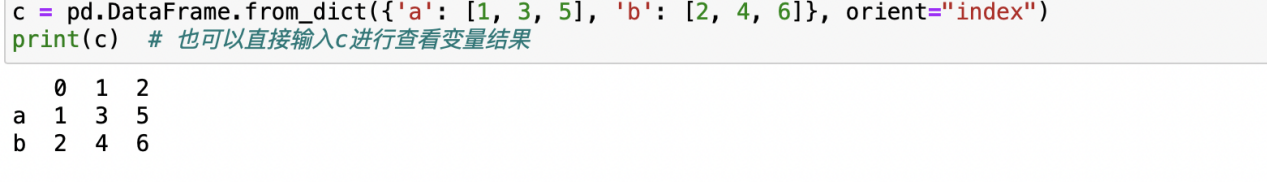 c = pd.DataFrame.from_dict({'a': [1, 3, 5], 'b': [2, 4, 6]}, orient="index")
print(c)  # 也可以直接输入c进行查看变量结果
   0  1  2
a  1  3  5
b  2  4  6